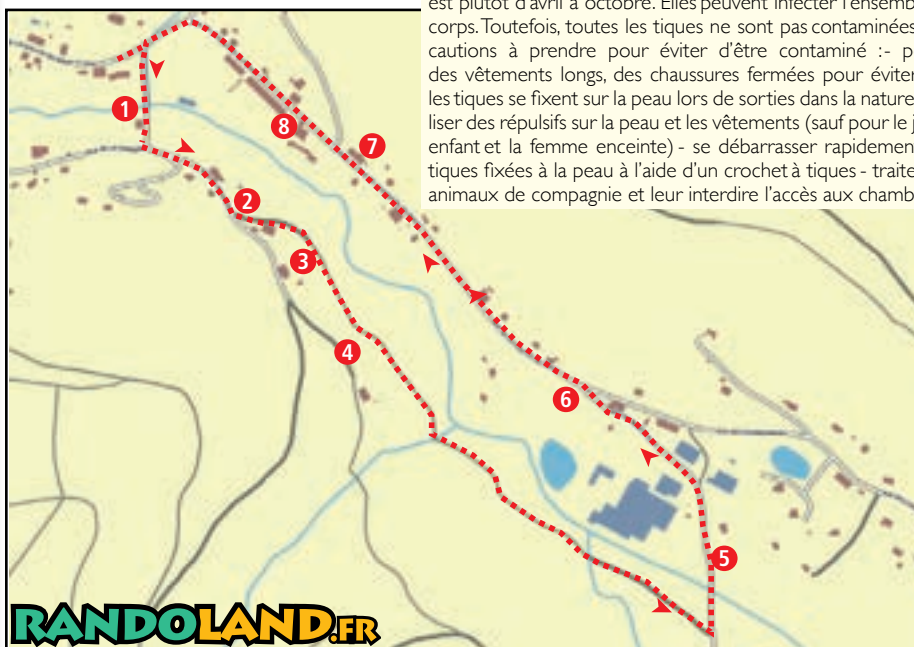 est plutôt d'avril à octobre. Elles peuvent infecter l'ensemb
corps. Toutefois, toutes les tiques ne sont pas contaminées
cautions à prendre pour éviter d'être contaminé :- p
des vêtements longs, des chaussures fermées pour éviter
les tiques se fixent sur la peau lors de sorties dans la nature
liser des répulsifs sur la peau et les vêtements (sauf pour le j
enfant et la femme enceinte) - se débarrasser rapidemen
tiques fixées à la peau à l'aide d'un crochet à tiques - traite
animaux de compagnie et leur interdire l'accès aux chamb
1
8
7
2
3
4
6
5
RANDOLAND.FR